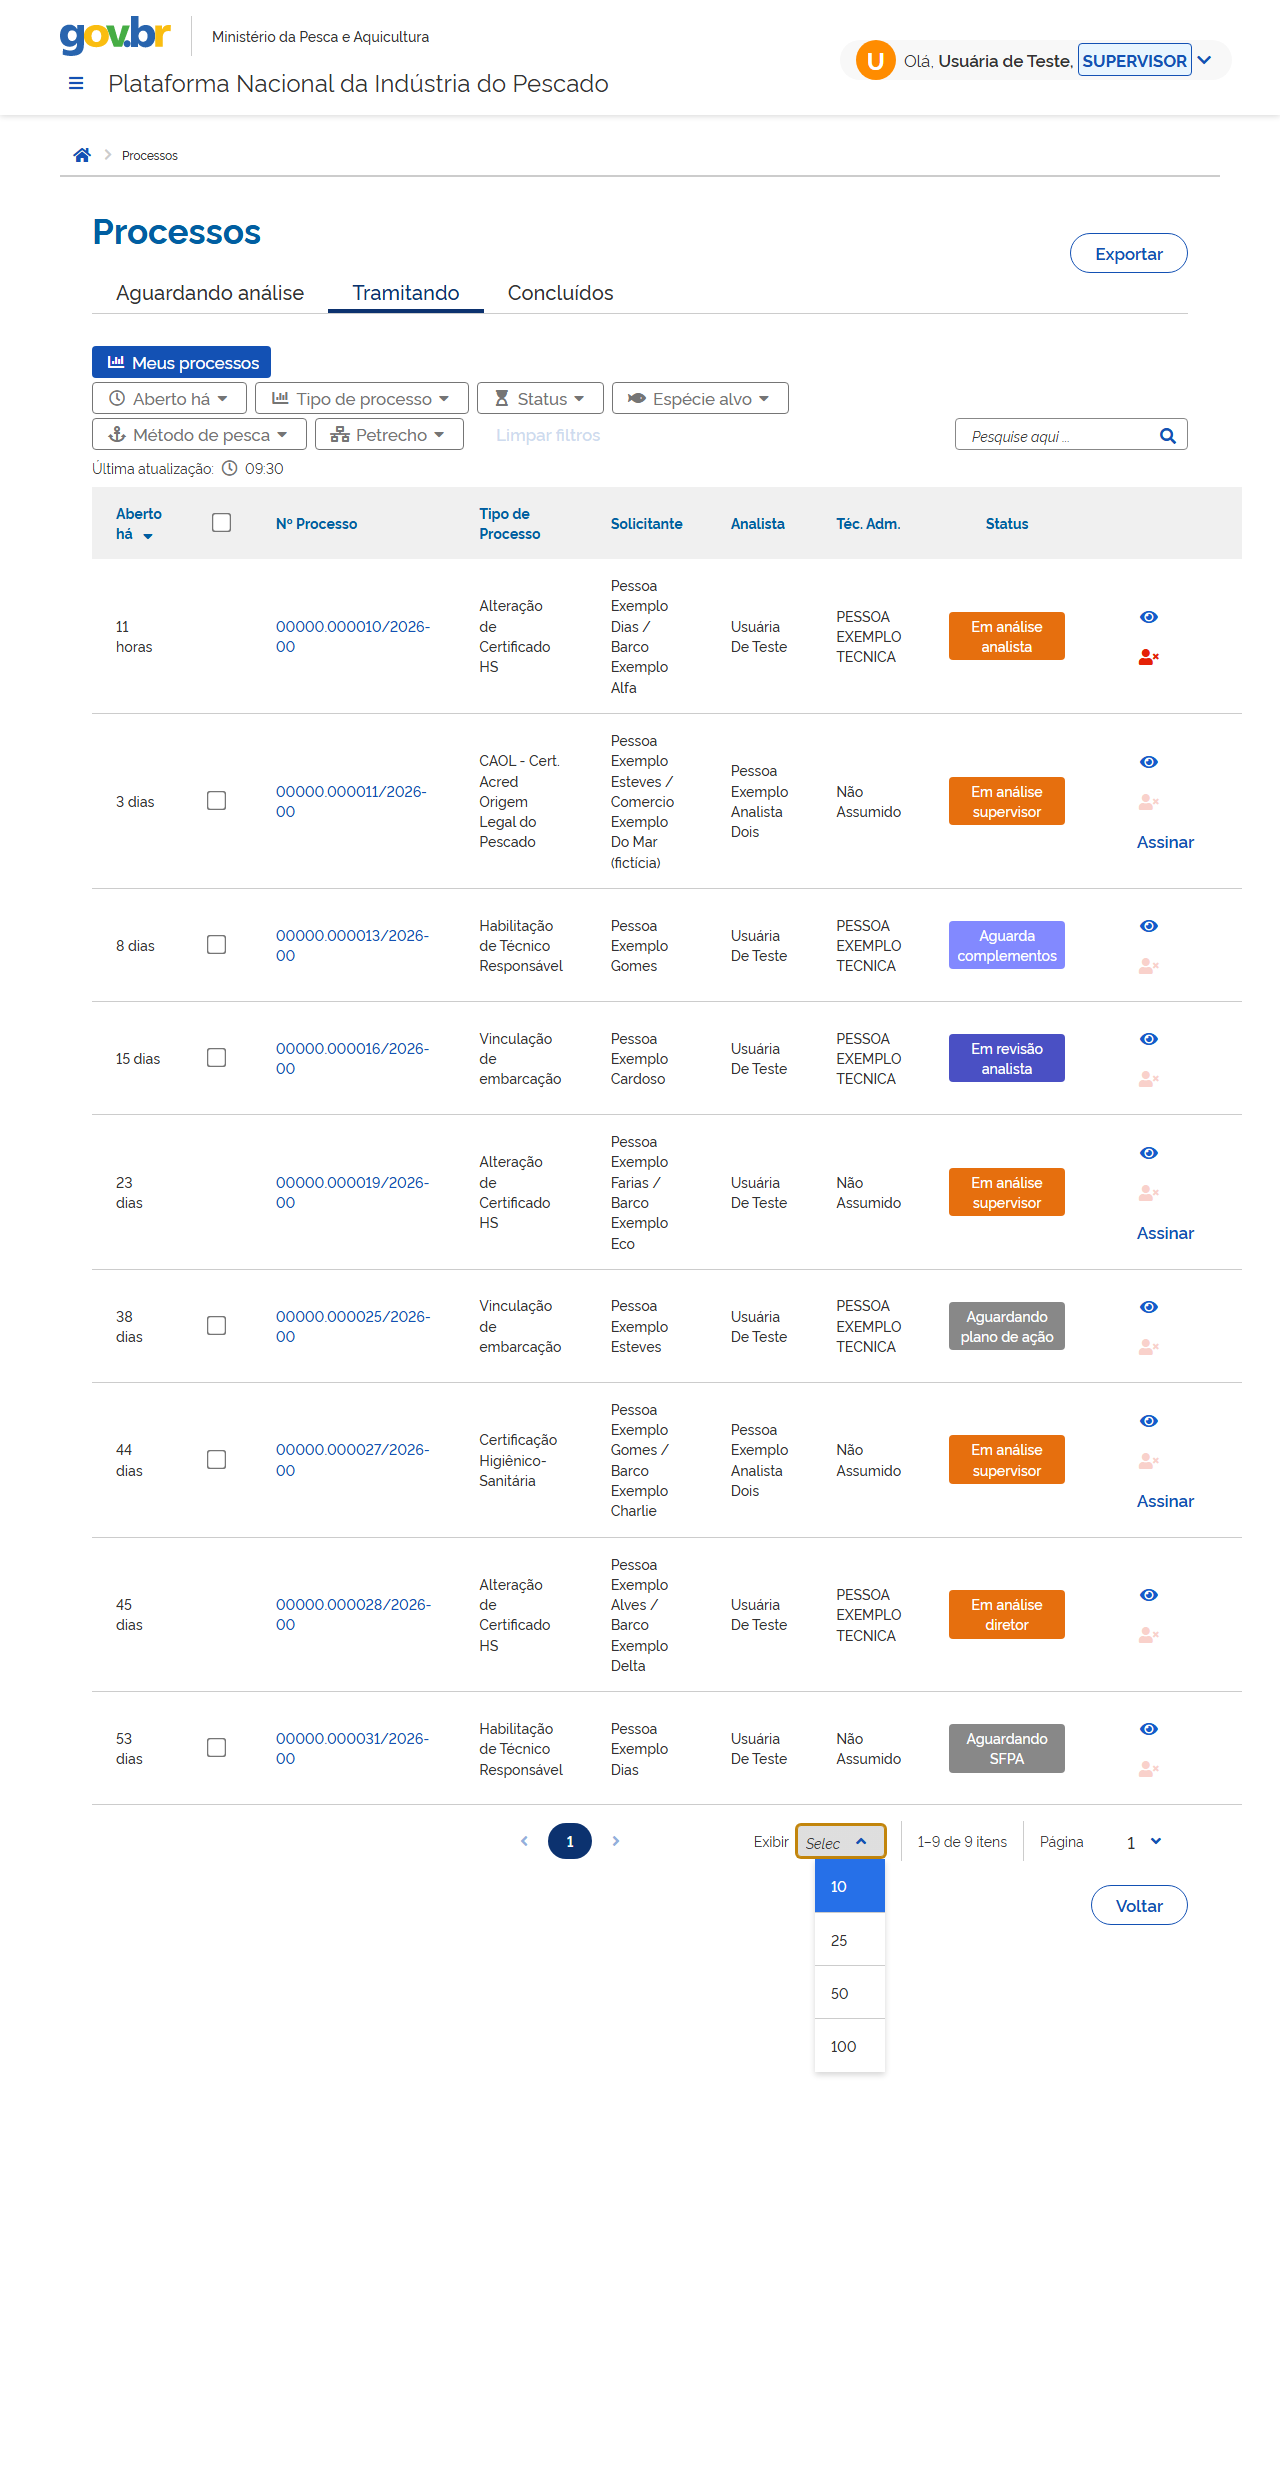 gov.br
Ministério da Pesca e Aquicultura
Plataforma Nacional da Indústria do Pescado
U Olá, Usuária de Teste, SUPERVISOR
Processos
Processos
Exportar
Aguardando análise Tramitando Concluídos
Meus processos
Aberto há Tipo de processo Status Espécie alvo
Método de pesca Petrecho Limpar filtros Pesquise aqui ...
Última atualização: 09:30
Aberto há Nº Processo Tipo de Processo Solicitante Analista Téc. Adm. Status
11 horas 00000.000010/2026-00 Alteração de Certificado HS Pessoa Exemplo Dias / Barco Exemplo Alfa Usuária De Teste PESSOA EXEMPLO TECNICA Em análise analista
3 dias 00000.000011/2026-00 CAOL - Cert. Acred Origem Legal do Pescado Pessoa Exemplo Esteves / Comercio Exemplo Do Mar (fictícia) Pessoa Exemplo Analista Dois Não Assumido Em análise supervisor Assinar
8 dias 00000.000013/2026-00 Habilitação de Técnico Responsável Pessoa Exemplo Gomes Usuária De Teste PESSOA EXEMPLO TECNICA Aguarda complementos
15 dias 00000.000016/2026-00 Vinculação de embarcação Pessoa Exemplo Cardoso Usuária De Teste PESSOA EXEMPLO TECNICA Em revisão analista
23 dias 00000.000019/2026-00 Alteração de Certificado HS Pessoa Exemplo Farias / Barco Exemplo Eco Usuária De Teste Não Assumido Em análise supervisor Assinar
38 dias 00000.000025/2026-00 Vinculação de embarcação Pessoa Exemplo Esteves Usuária De Teste PESSOA EXEMPLO TECNICA Aguardando plano de ação
44 dias 00000.000027/2026-00 Certificação Higiênico-Sanitária Pessoa Exemplo Gomes / Barco Exemplo Charlie Pessoa Exemplo Analista Dois Não Assumido Em análise supervisor Assinar
45 dias 00000.000028/2026-00 Alteração de Certificado HS Pessoa Exemplo Alves / Barco Exemplo Delta Usuária De Teste PESSOA EXEMPLO TECNICA Em análise diretor
53 dias 00000.000031/2026-00 Habilitação de Técnico Responsável Pessoa Exemplo Dias Usuária De Teste Não Assumido Aguardando SFPA
1 Exibir Selec 1–9 de 9 itens Página 1
10
Voltar
25
50
100